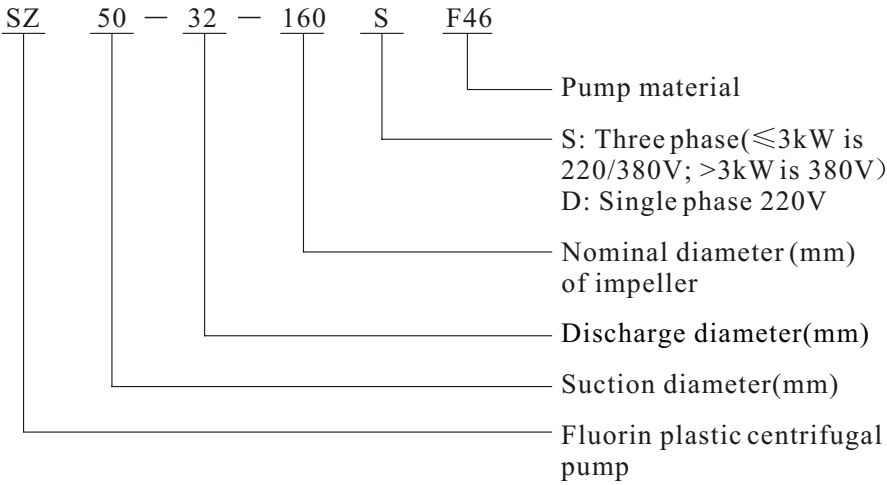 SZ 50 — 32 — 160 S F46
Pump material
S: Three phase(≤3kW is
220/380V; >3kW is 380V）
D: Single phase 220V
Nominal diameter (mm)
of impeller
Discharge diameter(mm)
Suction diameter(mm)
Fluorin plastic centrifugal
pump